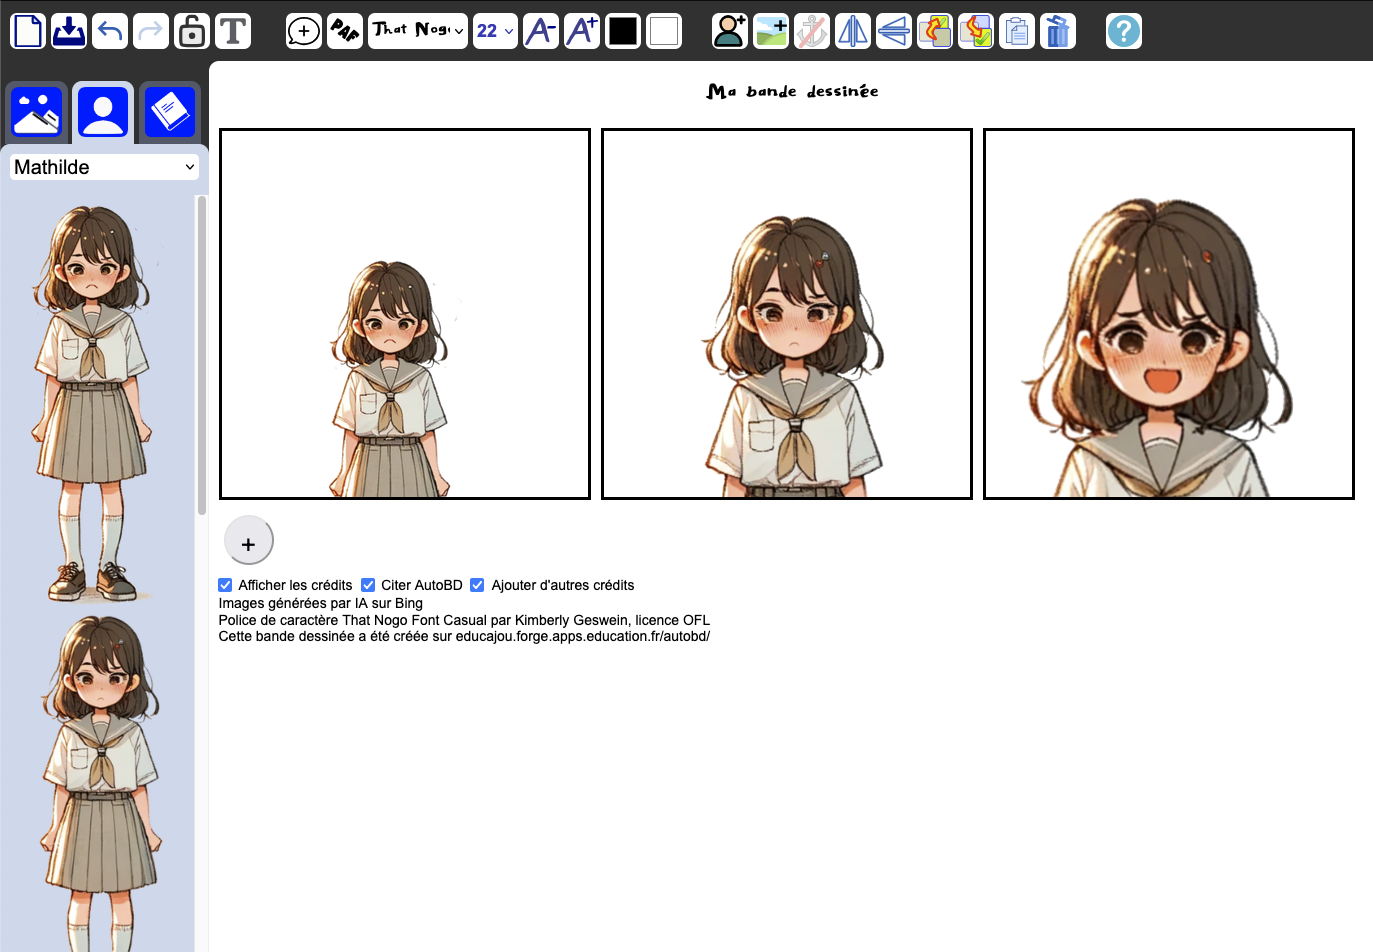 T
PAF
That Nog
22
A-
A+
?
Mathilde
Ma bande dessinée
+
Afficher les crédits Citer AutoBD Ajouter d'autres crédits
Images générées par IA sur Bing
Police de caractère That Nogo Font Casual par Kimberly Geswein, licence OFL
Cette bande dessinée a été créée sur educajou.forge.apps.education.fr/autobd/